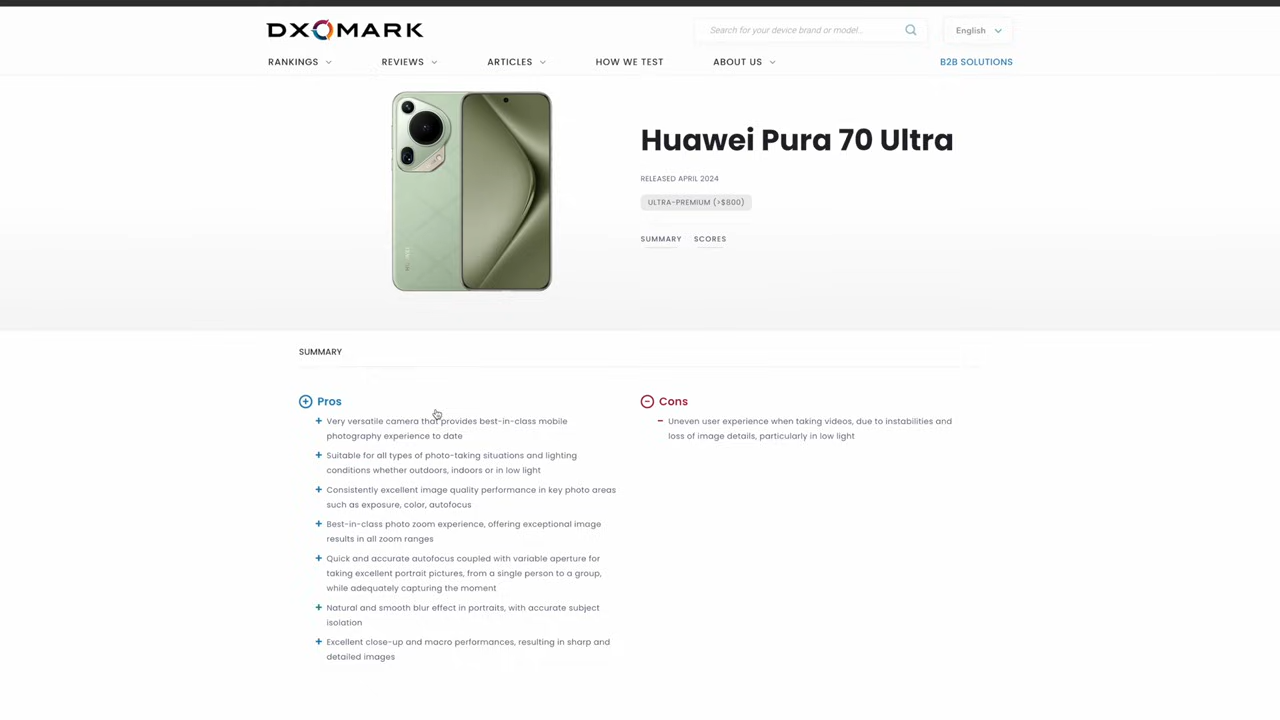 DXOMARK
Search for your device brand or model...
English
RANKINGS
REVIEWS
ARTICLES
HOW WE TEST
ABOUT US
B2B SOLUTIONS
Huawei Pura 70 Ultra
RELEASED APRIL 2024
ULTRA-PREMIUM (>$800)
SUMMARY SCORES
SUMMARY
Pros
+ Very versatile camera that provides best-in-class mobile
photography experience to date
+ Suitable for all types of photo-taking situations and lighting
conditions whether outdoors, indoors or in low light
+ Consistently excellent image quality performance in key photo areas
such as exposure, color, autofocus
+ Best-in-class photo zoom experience, offering exceptional image
results in all zoom ranges
+ Quick and accurate autofocus coupled with variable aperture for
taking excellent portrait pictures, from a single person to a group,
while adequately capturing the moment
+ Natural and smooth blur effect in portraits, with accurate subject
isolation
+ Excellent close-up and macro performances, resulting in sharp and
detailed images
Cons
– Uneven user experience when taking videos, due to instabilities and
loss of image details, particularly in low light